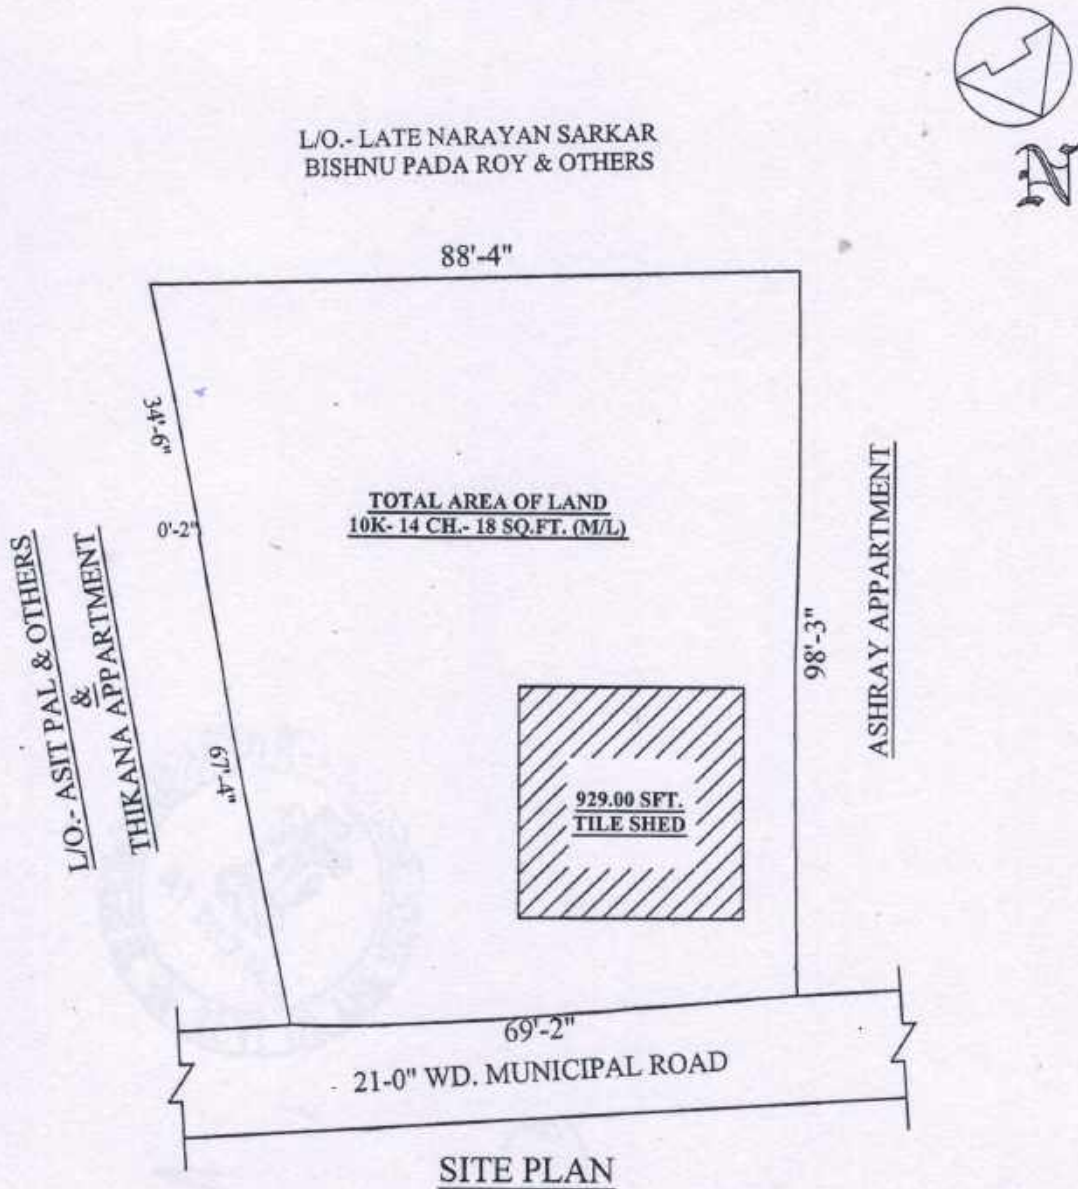 N
L/O.- LATE NARAYAN SARKAR
BISHNU PADA ROY & OTHERS
88'-4"
34'-6"
TOTAL AREA OF LAND
10K- 14 CH.- 18 SQ.FT. (M/L)
0'-2"
L/O.- ASIT PAL & OTHERS
&
THIKANA APPARTMENT
67'-4"
98'-3"
ASHRAY APPARTMENT
929.00 SFT.
TILE SHED
69'-2"
21-0" WD. MUNICIPAL ROAD
SITE PLAN